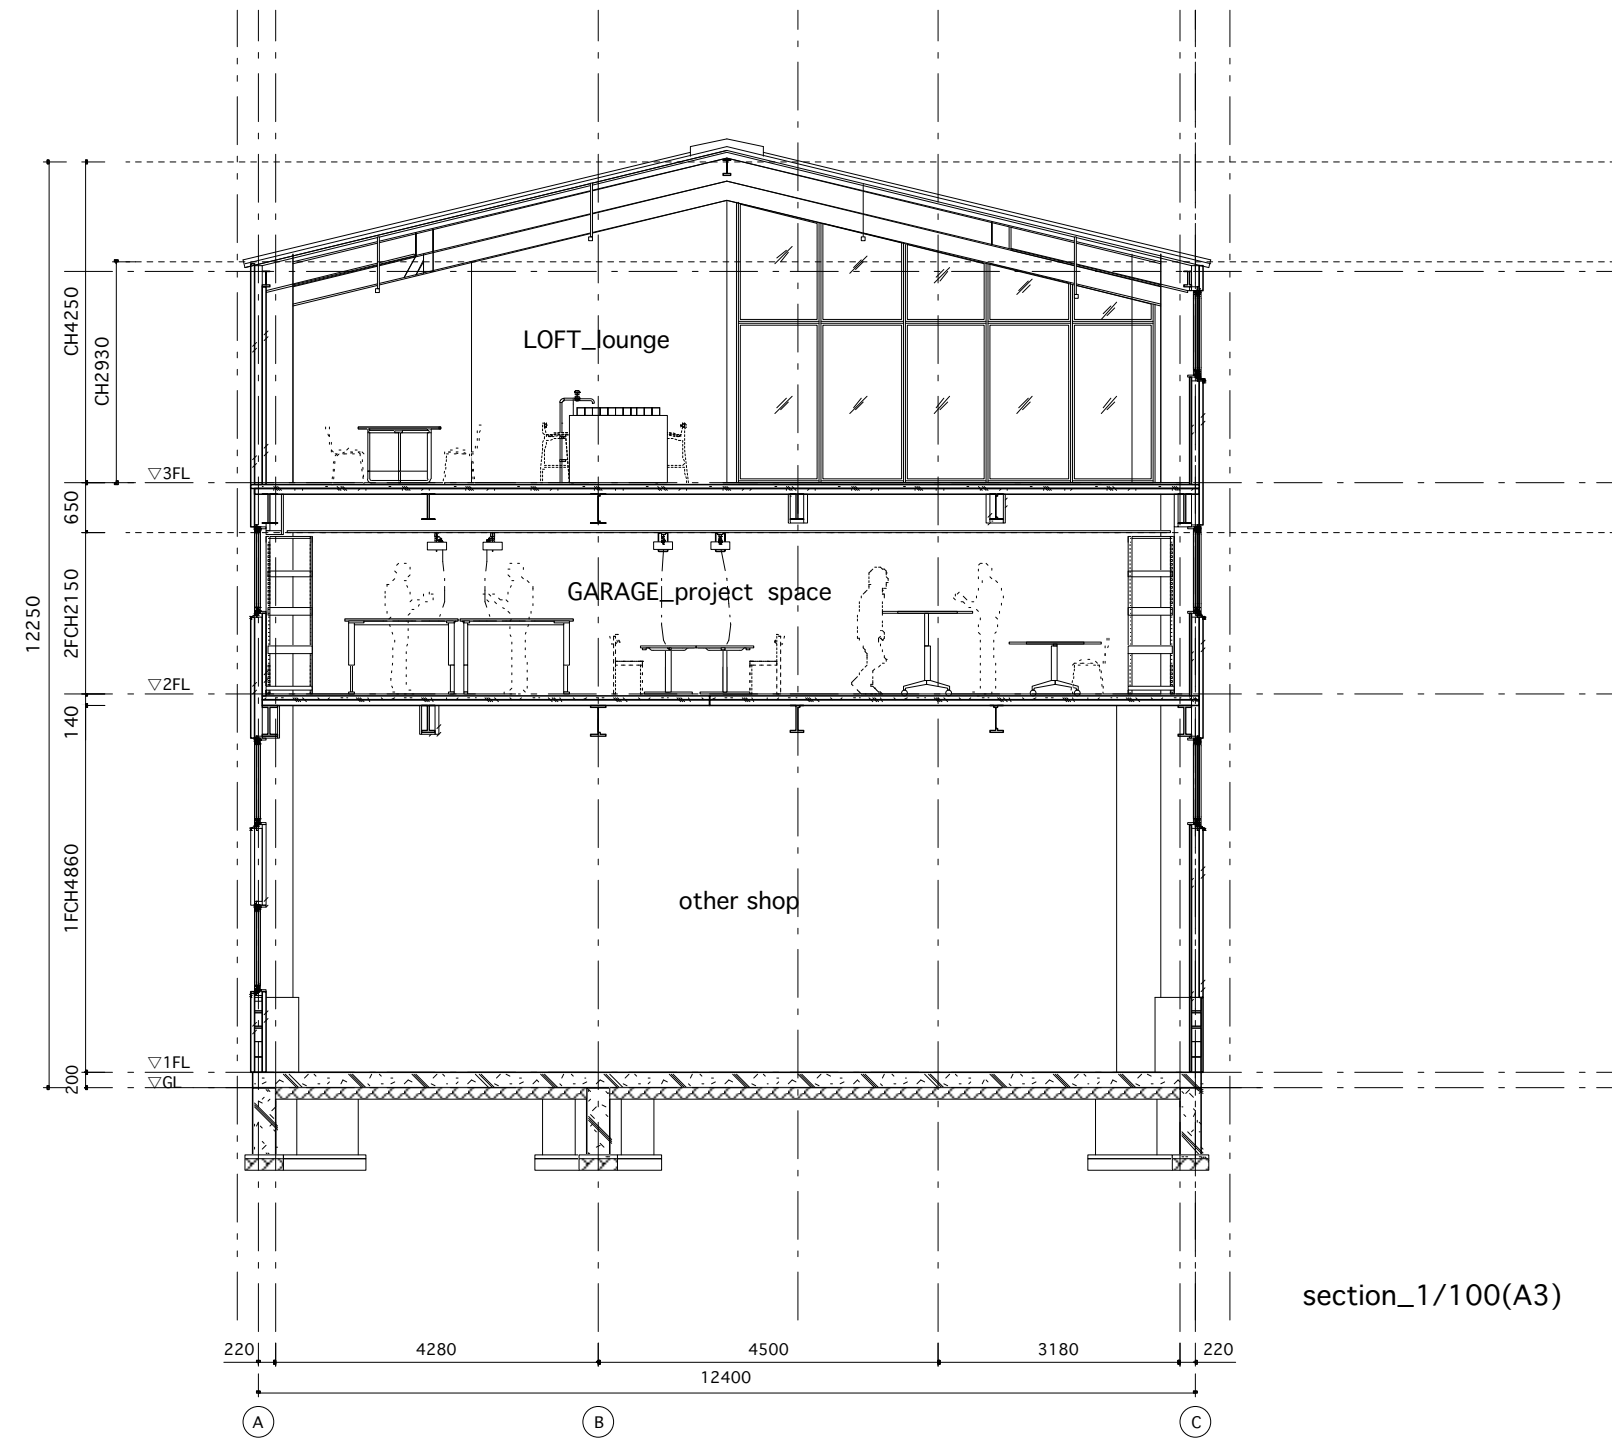 CH4250
CH2930
LOFT_lounge
▽3FL
650
12250
2FCH2150
GARAGE_project space
▽2FL
140
1FCH4860
other shop
▽1FL
200
▽GL
section_1/100(A3)
220
4280
4500
3180
220
12400
A
B
C